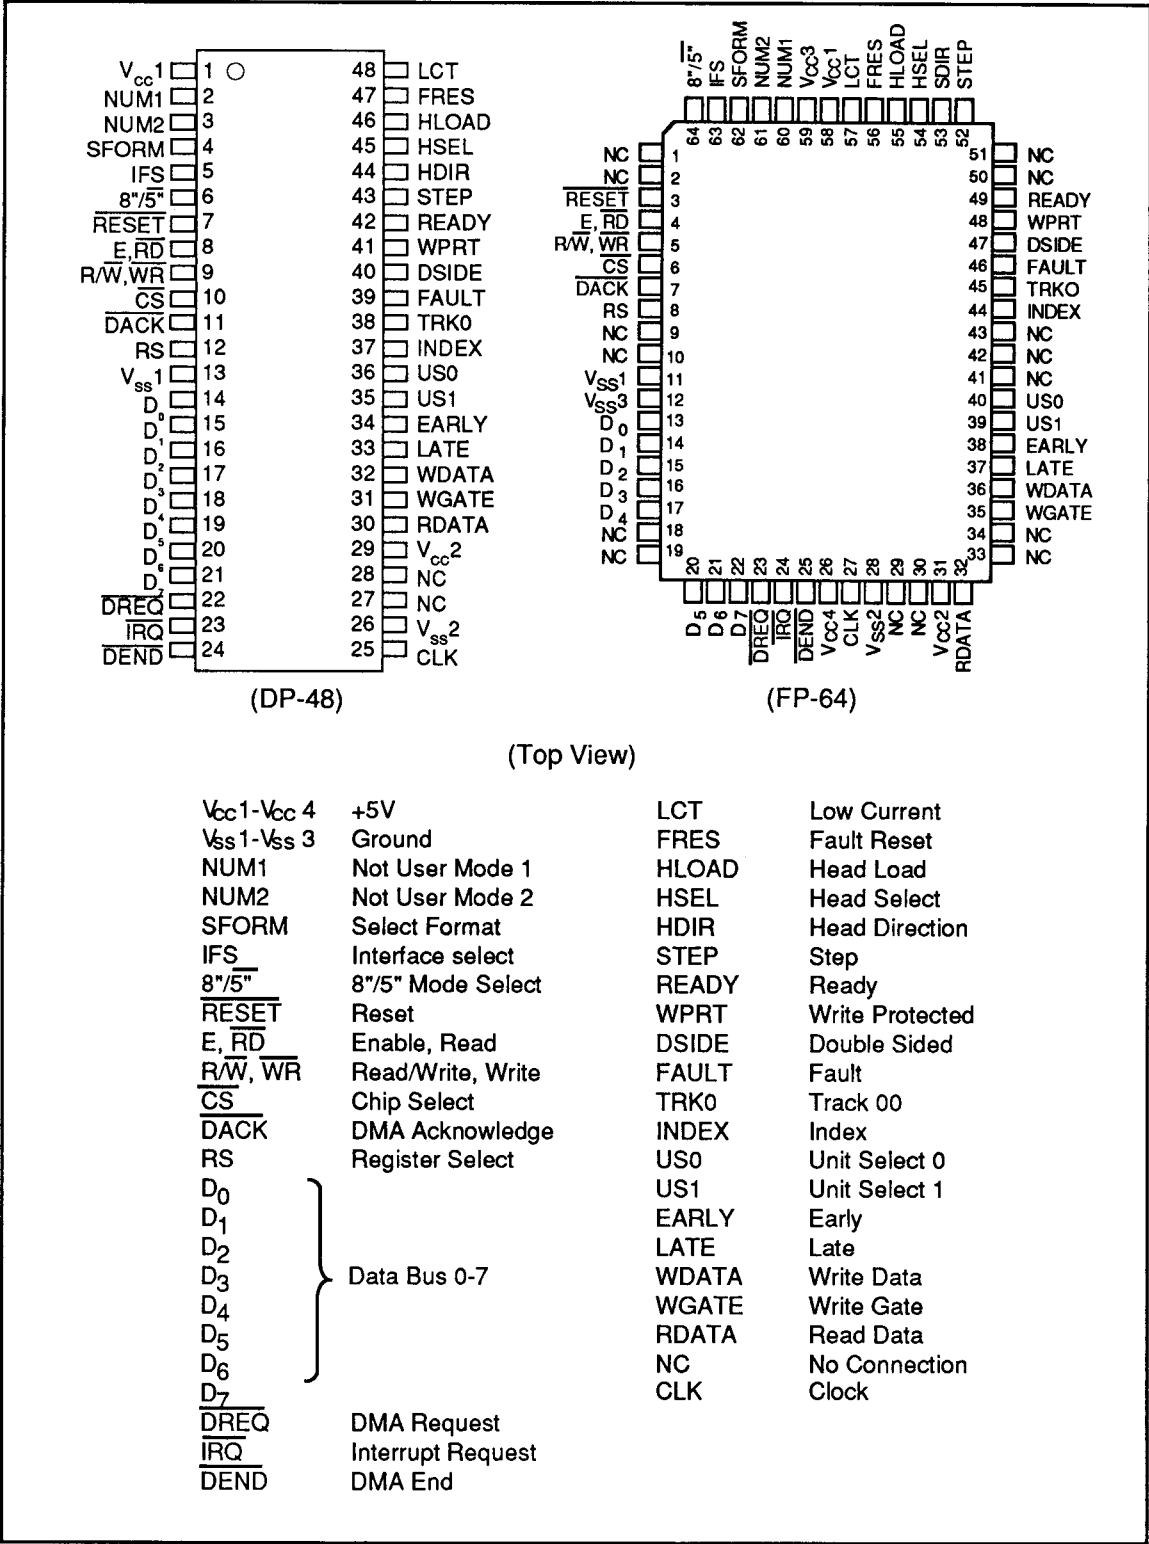 Vcc1 1 48 LCT
NUM1 2 47 FRES
NUM2 3 46 HLOAD
SFORM 4 45 HSEL
IFS 5 44 HDIR
8"/5" 6 43 STEP
RESET 7 42 READY
E,RD 8 41 WPRT
R/W,WR 9 40 DSIDE
CS 10 39 FAULT
DACK 11 38 TRK0
RS 12 37 INDEX
Vss1 13 36 US0
D0 14 35 US1
D1 15 34 EARLY
D2 16 33 LATE
D3 17 32 WDATA
D4 18 31 WGATE
D5 19 30 RDATA
D6 20 29 Vcc2
D7 21 28 NC
DREQ 22 27 NC
IRQ 23 26 Vss2
DEND 24 25 CLK
(DP-48)
8"/5" IFS SFORM NUM2 NUM1 Vcc3 Vcc1 LCT FRES HLOAD HSEL SDIR STEP
64 63 62 61 60 59 58 57 56 55 54 53 52
NC 1 51 NC
NC 2 50 NC
RESET 3 49 READY
E, RD 4 48 WPRT
R/W, WR 5 47 DSIDE
CS 6 46 FAULT
DACK 7 45 TRKO
RS 8 44 INDEX
NC 9 43 NC
NC 10 42 NC
VSS1 11 41 NC
VSS3 12 40 US0
D0 13 39 US1
D1 14 38 EARLY
D2 15 37 LATE
D3 16 36 WDATA
D4 17 35 WGATE
NC 18 34 NC
NC 19 33 NC
20 21 22 23 24 25 26 27 28 29 30 31 32
D5 D6 D7 DREQ IRQ DEND Vcc4 CLK VSS2 NC NC Vcc2 RDATA
(FP-64)
(Top View)
Vcc1-Vcc4 +5V
Vss1-Vss3 Ground
NUM1 Not User Mode 1
NUM2 Not User Mode 2
SFORM Select Format
IFS Interface select
8"/5" 8"/5" Mode Select
RESET Reset
E, RD Enable, Read
R/W, WR Read/Write, Write
CS Chip Select
DACK DMA Acknowledge
RS Register Select
D0
D1
D2
D3 Data Bus 0-7
D4
D5
D6
D7
DREQ DMA Request
IRQ Interrupt Request
DEND DMA End
LCT Low Current
FRES Fault Reset
HLOAD Head Load
HSEL Head Select
HDIR Head Direction
STEP Step
READY Ready
WPRT Write Protected
DSIDE Double Sided
FAULT Fault
TRK0 Track 00
INDEX Index
US0 Unit Select 0
US1 Unit Select 1
EARLY Early
LATE Late
WDATA Write Data
WGATE Write Gate
RDATA Read Data
NC No Connection
CLK Clock